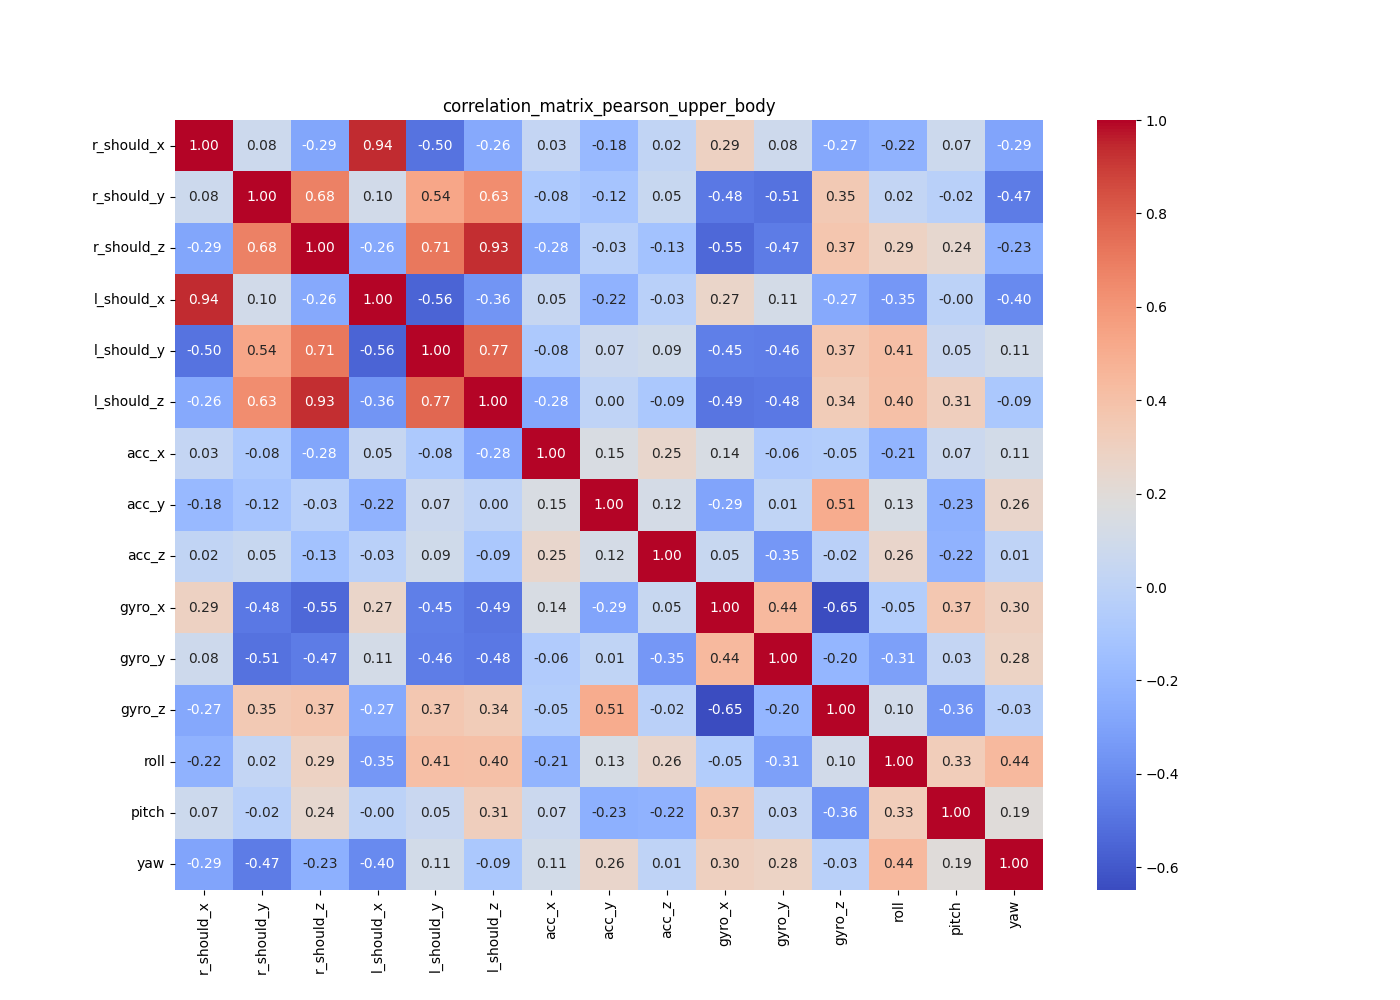 correlation_matrix_pearson_upper_body
r_should_x 1.00 0.08 -0.29 0.94 -0.50 -0.26 0.03 -0.18 0.02 0.29 0.08 -0.27 -0.22 0.07 -0.29
r_should_y 0.08 1.00 0.68 0.10 0.54 0.63 -0.08 -0.12 0.05 -0.48 -0.51 0.35 0.02 -0.02 -0.47
r_should_z -0.29 0.68 1.00 -0.26 0.71 0.93 -0.28 -0.03 -0.13 -0.55 -0.47 0.37 0.29 0.24 -0.23
l_should_x 0.94 0.10 -0.26 1.00 -0.56 -0.36 0.05 -0.22 -0.03 0.27 0.11 -0.27 -0.35 -0.00 -0.40
l_should_y -0.50 0.54 0.71 -0.56 1.00 0.77 -0.08 0.07 0.09 -0.45 -0.46 0.37 0.41 0.05 0.11
l_should_z -0.26 0.63 0.93 -0.36 0.77 1.00 -0.28 0.00 -0.09 -0.49 -0.48 0.34 0.40 0.31 -0.09
acc_x 0.03 -0.08 -0.28 0.05 -0.08 -0.28 1.00 0.15 0.25 0.14 -0.06 -0.05 -0.21 0.07 0.11
acc_y -0.18 -0.12 -0.03 -0.22 0.07 0.00 0.15 1.00 0.12 -0.29 0.01 0.51 0.13 -0.23 0.26
acc_z 0.02 0.05 -0.13 -0.03 0.09 -0.09 0.25 0.12 1.00 0.05 -0.35 -0.02 0.26 -0.22 0.01
gyro_x 0.29 -0.48 -0.55 0.27 -0.45 -0.49 0.14 -0.29 0.05 1.00 0.44 -0.65 -0.05 0.37 0.30
gyro_y 0.08 -0.51 -0.47 0.11 -0.46 -0.48 -0.06 0.01 -0.35 0.44 1.00 -0.20 -0.31 0.03 0.28
gyro_z -0.27 0.35 0.37 -0.27 0.37 0.34 -0.05 0.51 -0.02 -0.65 -0.20 1.00 0.10 -0.36 -0.03
roll -0.22 0.02 0.29 -0.35 0.41 0.40 -0.21 0.13 0.26 -0.05 -0.31 0.10 1.00 0.33 0.44
pitch 0.07 -0.02 0.24 -0.00 0.05 0.31 0.07 -0.23 -0.22 0.37 0.03 -0.36 0.33 1.00 0.19
yaw -0.29 -0.47 -0.23 -0.40 0.11 -0.09 0.11 0.26 0.01 0.30 0.28 -0.03 0.44 0.19 1.00
r_should_x r_should_y r_should_z l_should_x l_should_y l_should_z acc_x acc_y acc_z gyro_x gyro_y gyro_z roll pitch yaw
1.0
0.8
0.6
0.4
0.2
0.0
−0.2
−0.4
−0.6